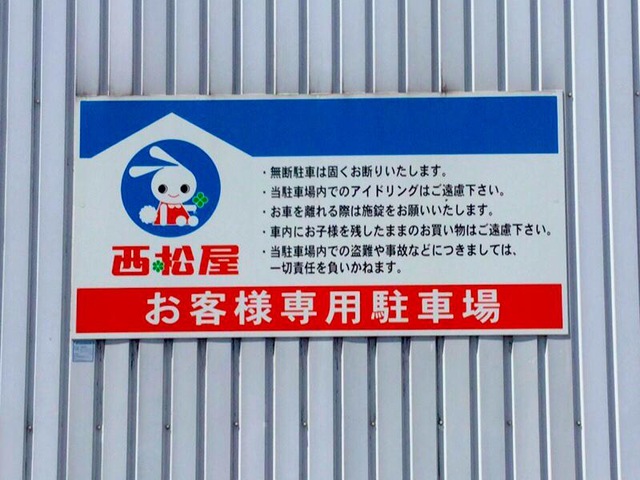 西松屋
・無断駐車は固くお断りいたします。
・当駐車場内でのアイドリングはご遠慮下さい。
・お車を離れる際は施錠をお願いいたします。
・車内にお子様を残したままのお買い物はご遠慮下さい。
・当駐車場内での盗難や事故などにつきましては、
一切責任を負いかねます。
お客様専用駐車場